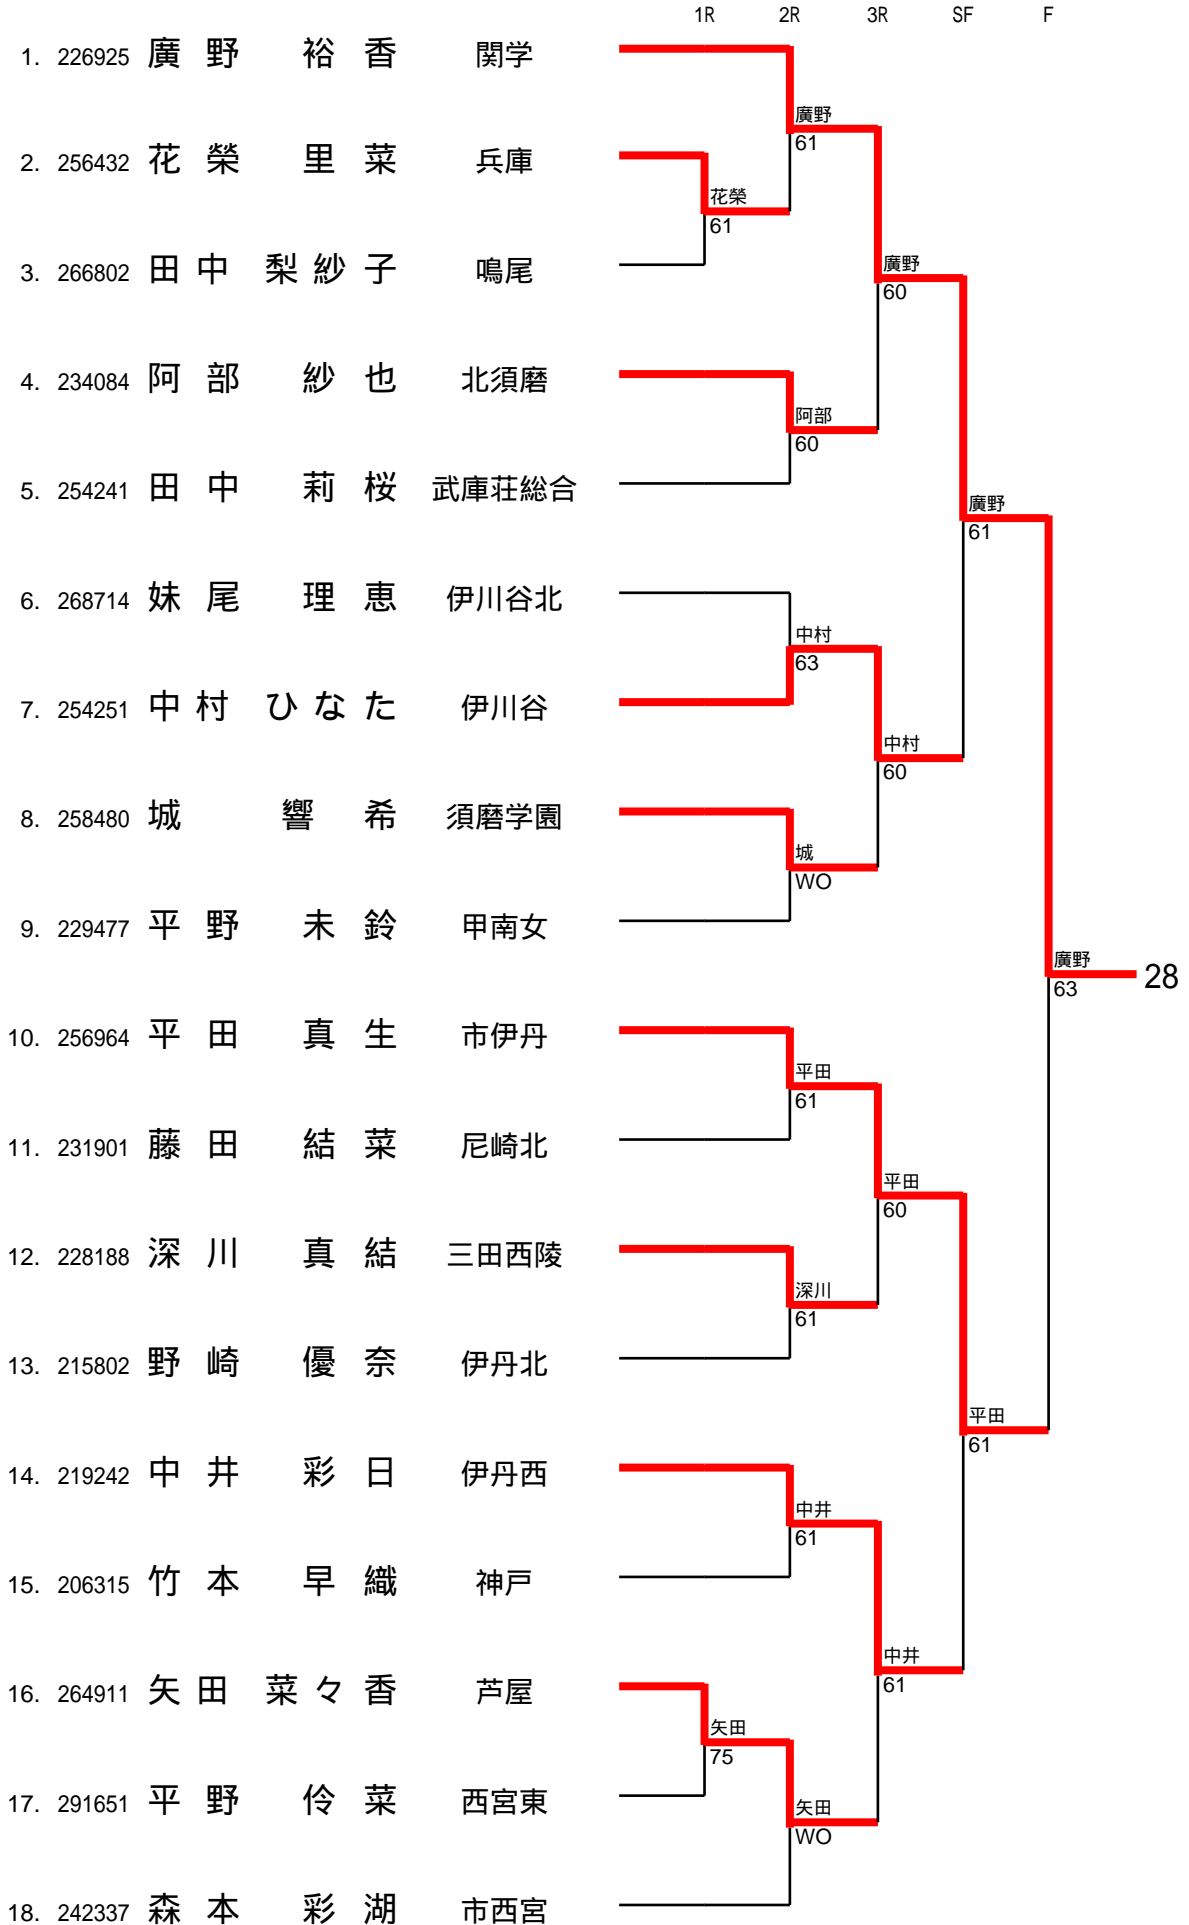 1R 2R 3R SF F
1. 226925 廣野 裕香 関学
廣野
61
2. 256432 花榮 里菜 兵庫
花榮
61
3. 266802 田中 梨紗子 鳴尾
廣野
60
4. 234084 阿部 紗也 北須磨
阿部
60
5. 254241 田中 莉桜 武庫荘総合
廣野
61
6. 268714 妹尾 理恵 伊川谷北
中村
63
7. 254251 中村 ひなた 伊川谷
中村
60
8. 258480 城 響希 須磨学園
城
WO
9. 229477 平野 未鈴 甲南女
廣野
63
28
10. 256964 平田 真生 市伊丹
平田
61
11. 231901 藤田 結菜 尼崎北
平田
60
12. 228188 深川 真結 三田西陵
深川
61
13. 215802 野崎 優奈 伊丹北
平田
61
14. 219242 中井 彩日 伊丹西
中井
61
15. 206315 竹本 早織 神戸
中井
61
16. 264911 矢田 菜々香 芦屋
矢田
75
17. 291651 平野 伶菜 西宮東
矢田
WO
18. 242337 森本 彩湖 市西宮